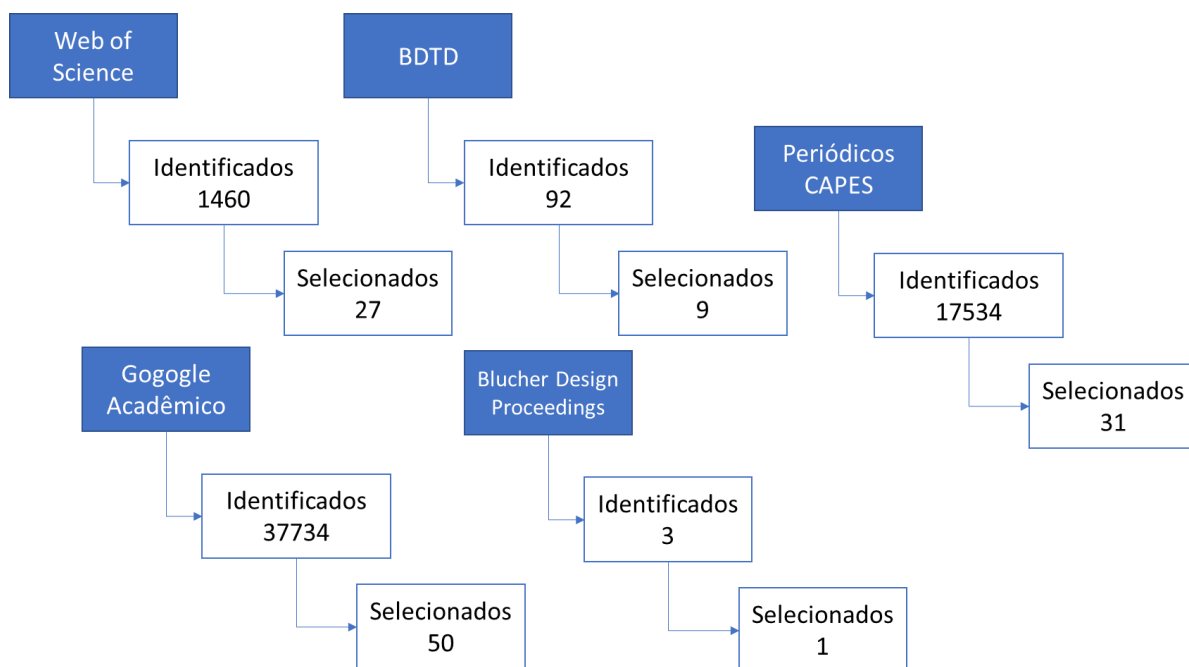 Web of
Science
Identificados
1460
Selecionados
27
BDTD
Identificados
92
Selecionados
9
Periódicos
CAPES
Identificados
17534
Selecionados
31
Gogogle
Acadêmico
Identificados
37734
Selecionados
50
Blucher Design
Proceedings
Identificados
3
Selecionados
1